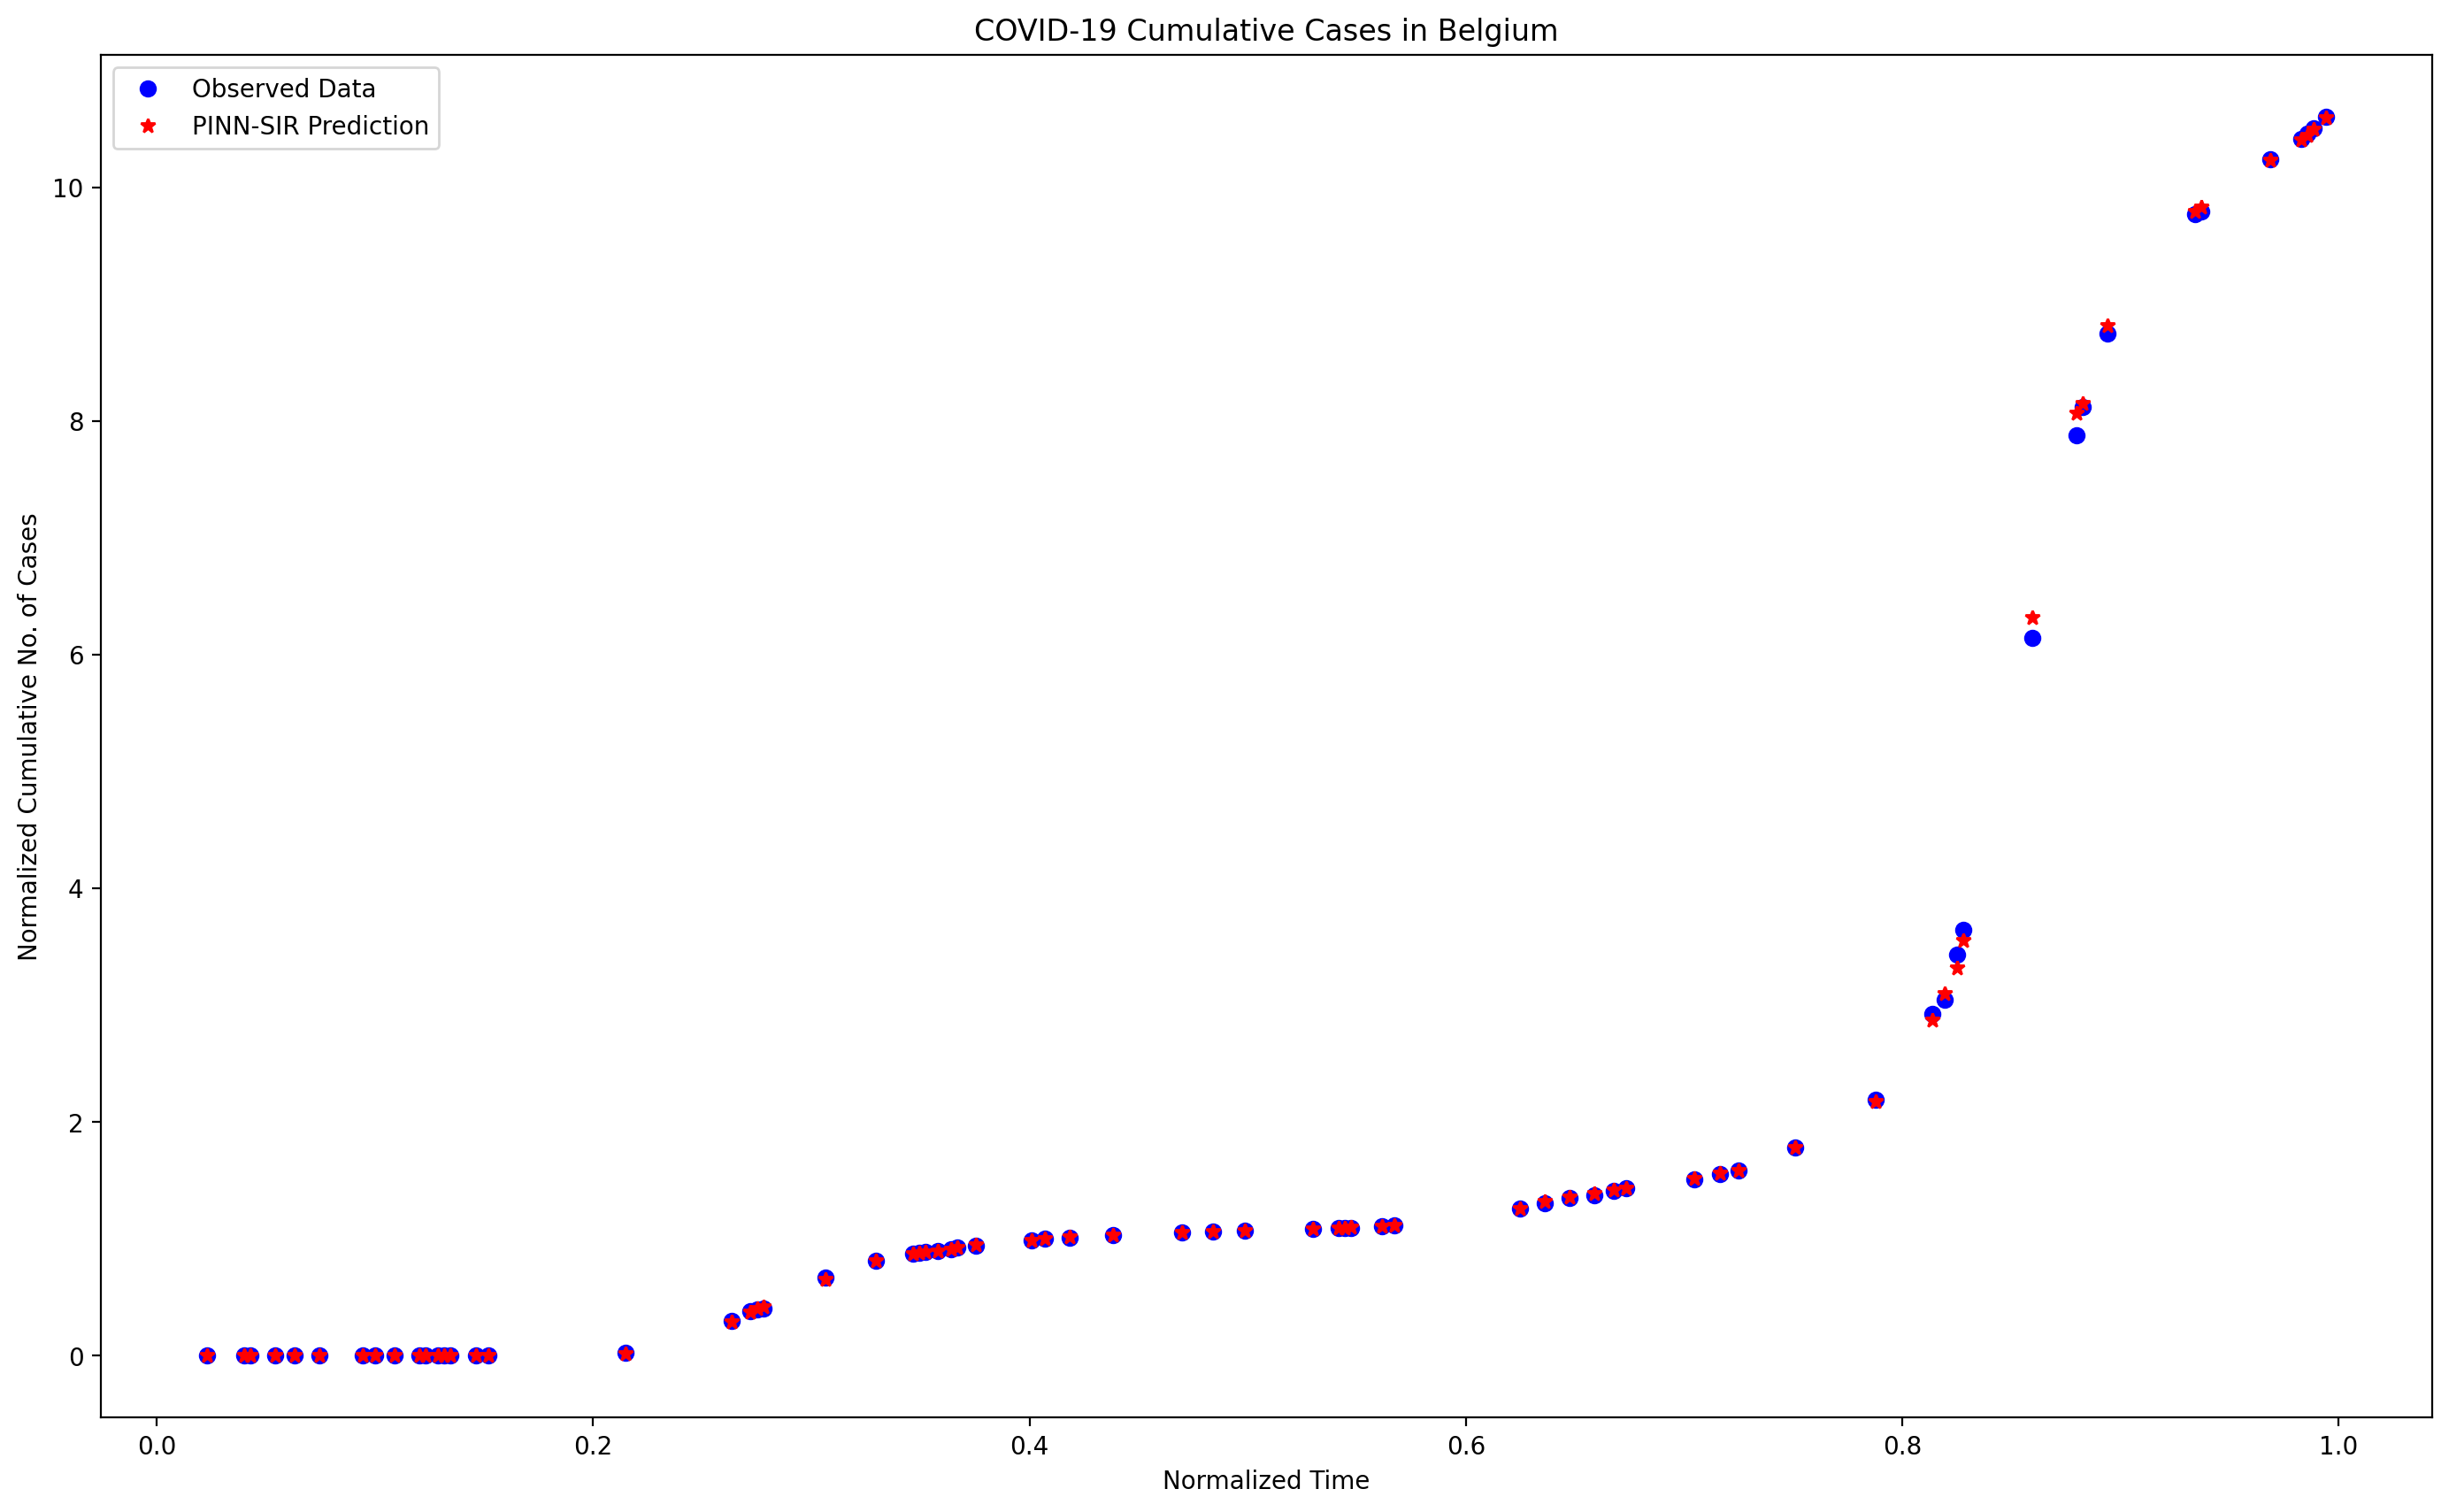 COVID-19 Cumulative Cases in Belgium
Observed Data
PINN-SIR Prediction
Normalized Cumulative No. of Cases
10
8
6
4
2
0
0.0 0.2 0.4 0.6 0.8 1.0
Normalized Time